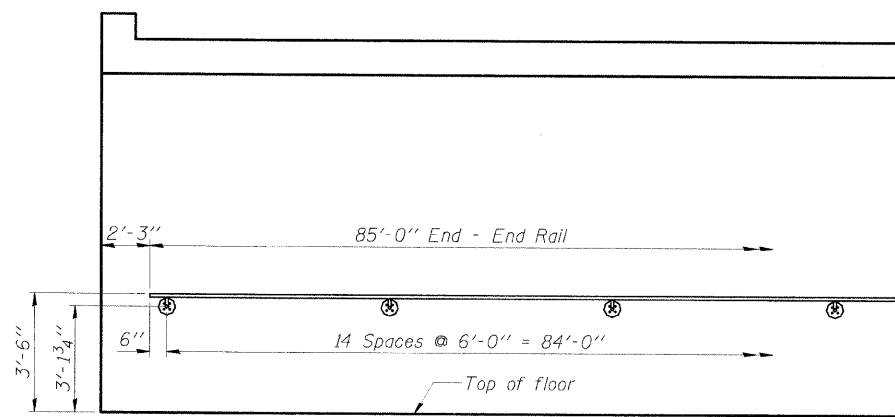 2'-3"
85'-0" End - End Rail
3'-6"
3'-1¾"
6"
14 Spaces @ 6'-0" = 84'-0"
Top of floor